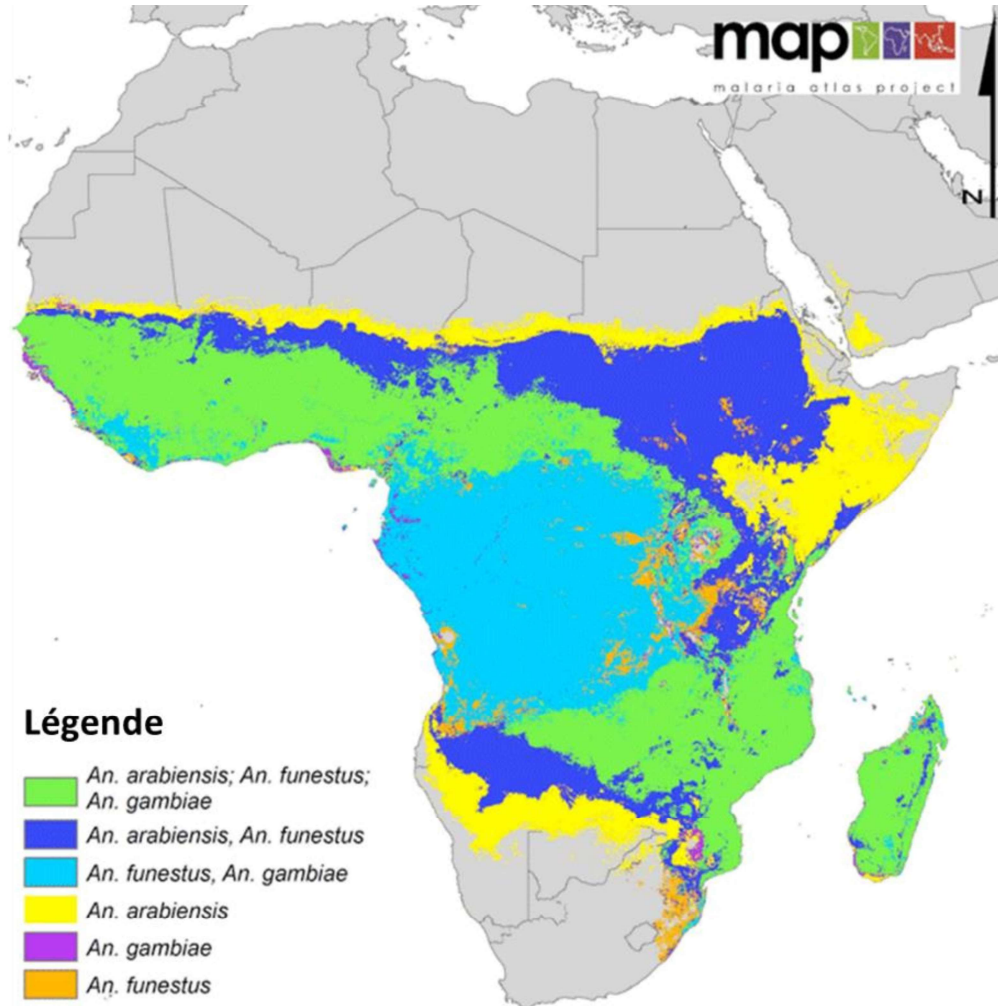 map
malaria atlas project
N
Légende
An. arabiensis; An. funestus;
An. gambiae
An. arabiensis, An. funestus
An. funestus, An. gambiae
An. arabiensis
An. gambiae
An. funestus